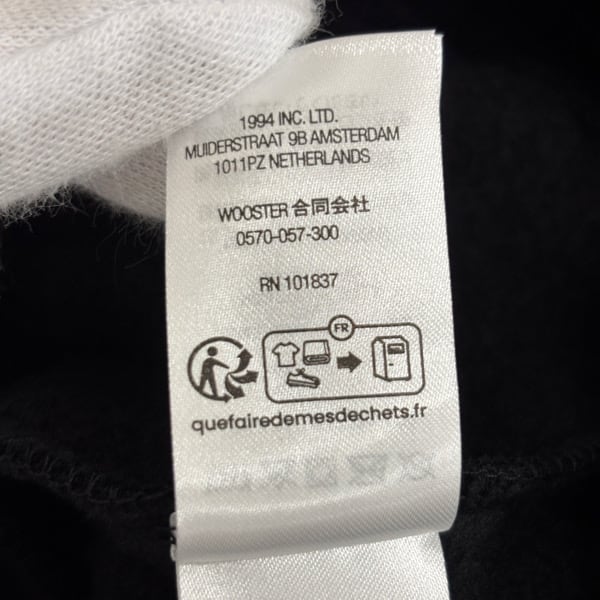 1994 INC. LTD.
MUIDERSTRAAT 9B AMSTERDAM
1011PZ NETHERLANDS
WOOSTER 合同会社
0570-057-300
RN 101837
FR
quefairedemesdechets.fr